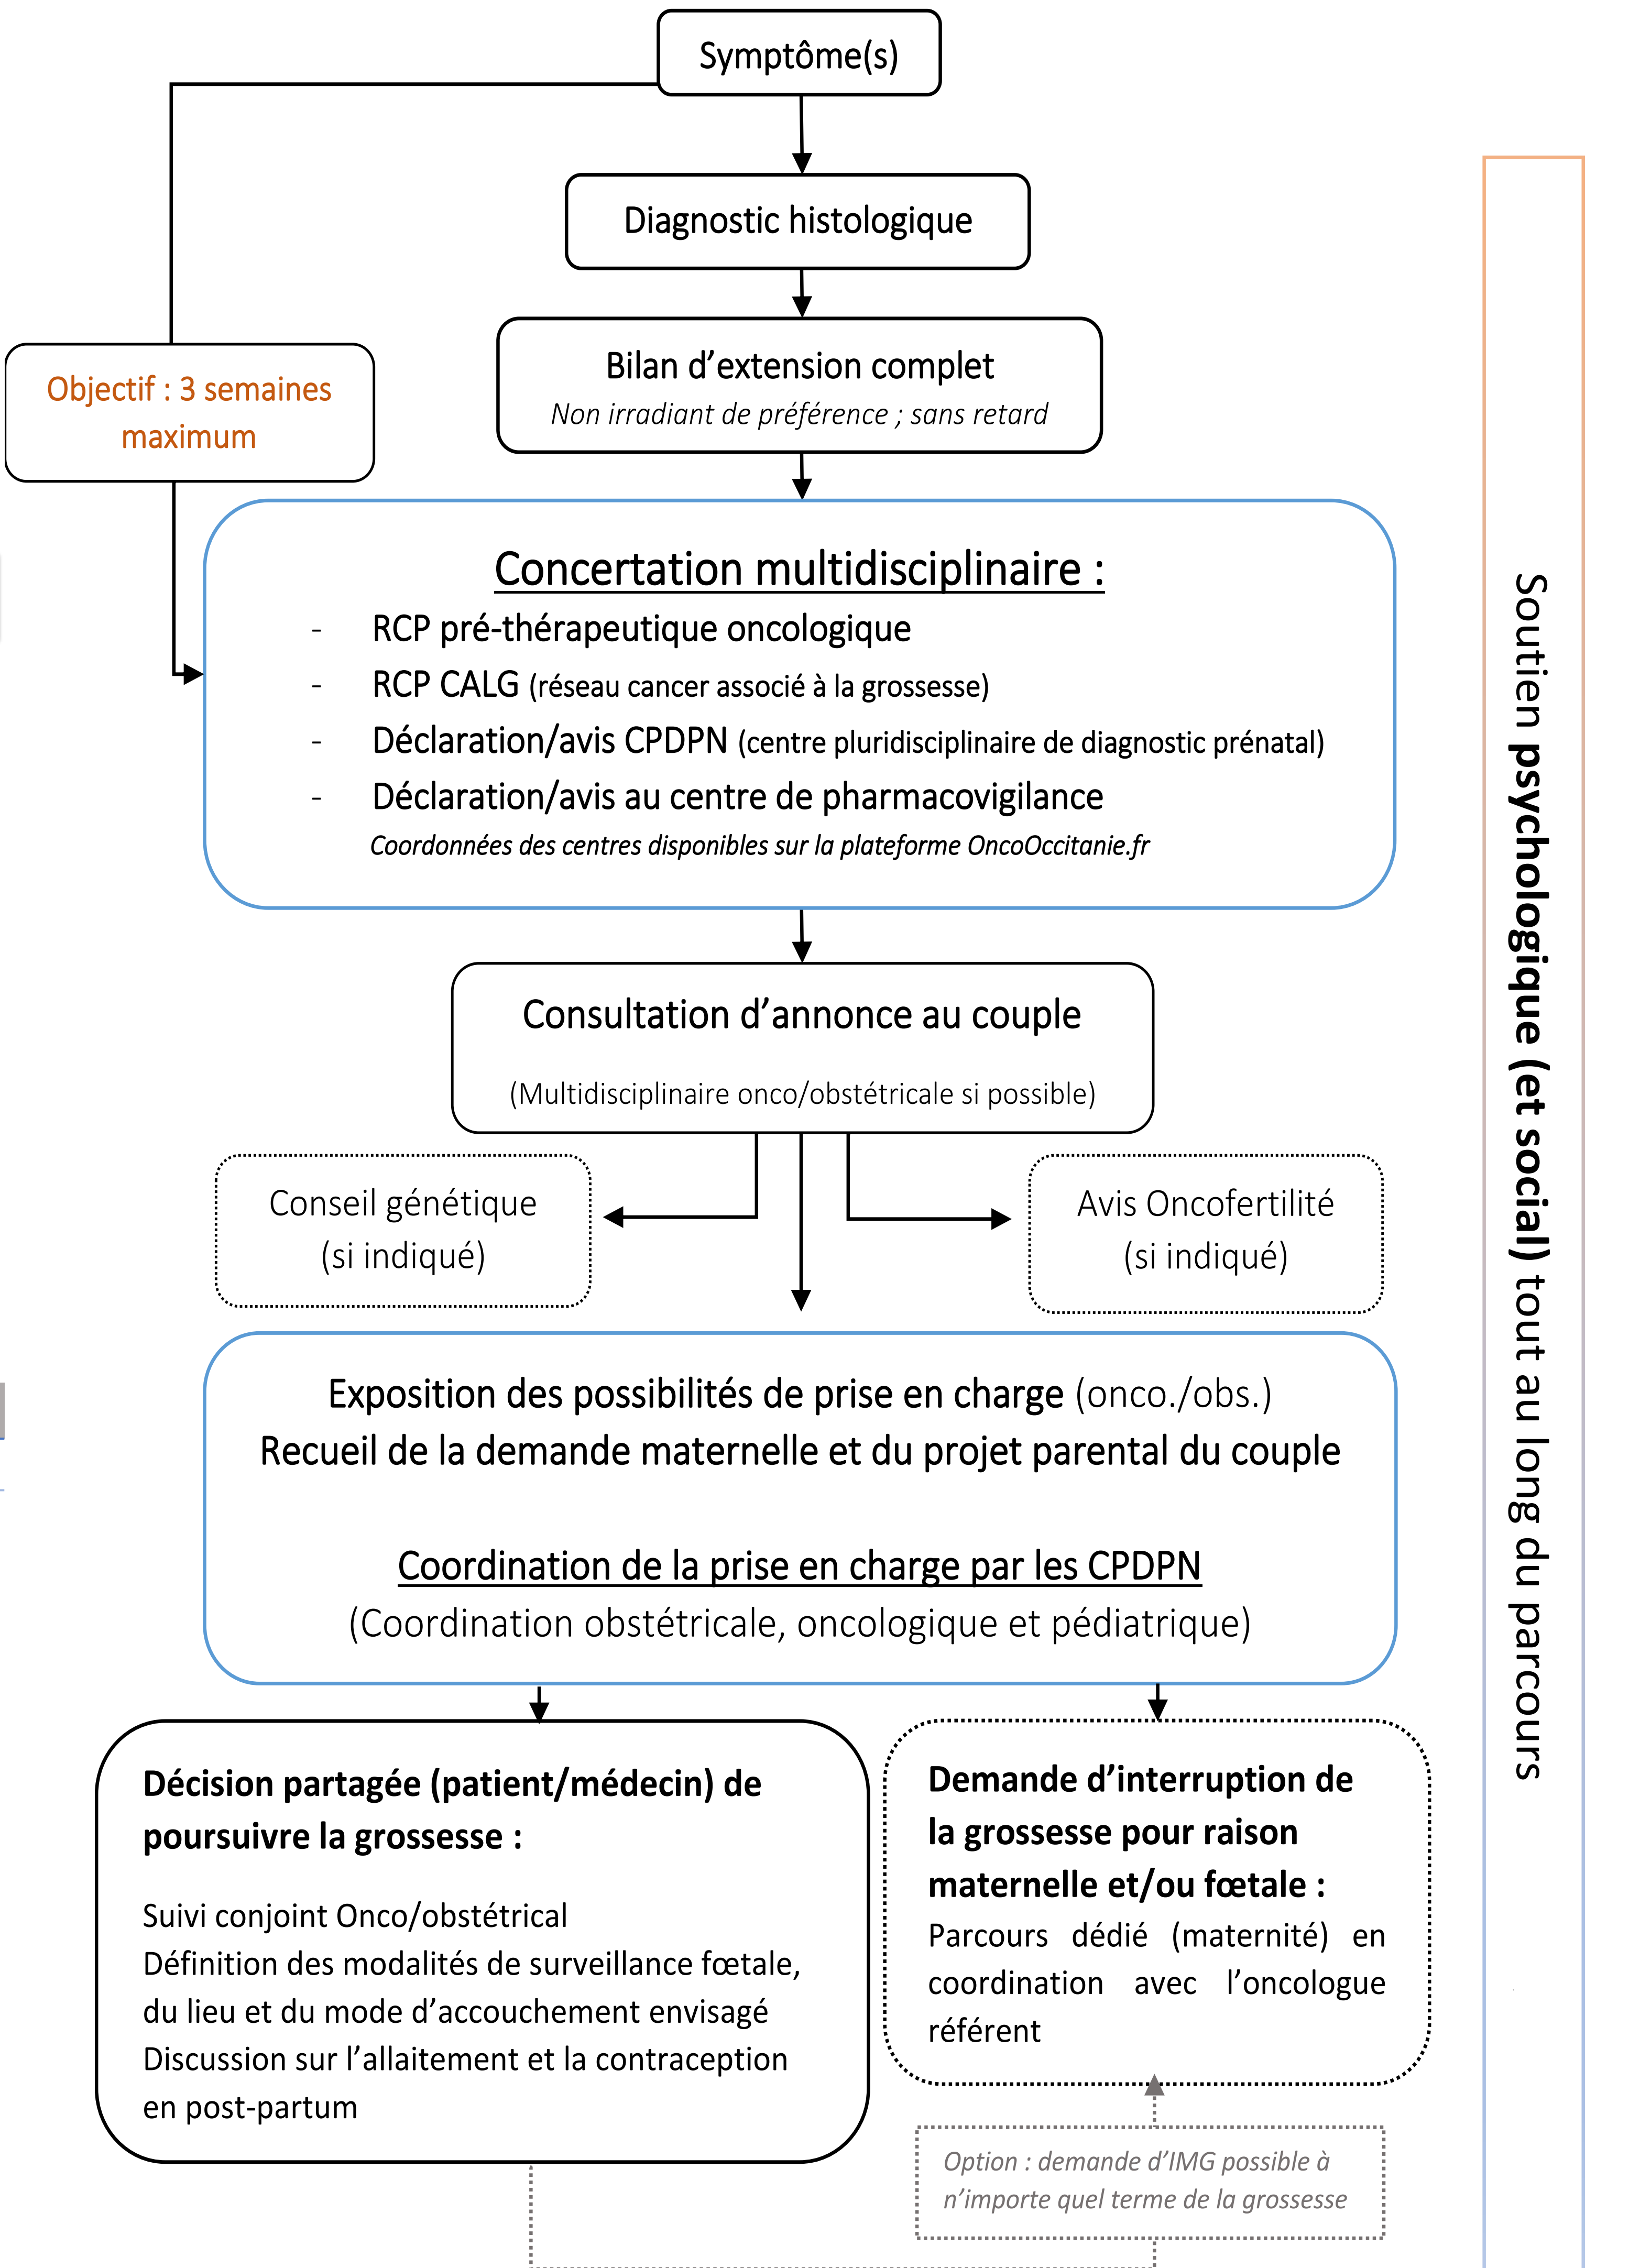 Symptôme(s)
Diagnostic histologique
Bilan d’extension complet
Non irradiant de préférence ; sans retard
Objectif : 3 semaines
maximum
Concertation multidisciplinaire :
- RCP pré-thérapeutique oncologique
- RCP CALG (réseau cancer associé à la grossesse)
- Déclaration/avis CPDPN (centre pluridisciplinaire de diagnostic prénatal)
- Déclaration/avis au centre de pharmacovigilance
Coordonnées des centres disponibles sur la plateforme OncoOccitanie.fr
Consultation d’annonce au couple
(Multidisciplinaire onco/obstétricale si possible)
Conseil génétique
(si indiqué)
Avis Oncofertilité
(si indiqué)
Exposition des possibilités de prise en charge (onco./obs.)
Recueil de la demande maternelle et du projet parental du couple
Coordination de la prise en charge par les CPDPN
(Coordination obstétricale, oncologique et pédiatrique)
Décision partagée (patient/médecin) de
poursuivre la grossesse :
Suivi conjoint Onco/obstétrical
Définition des modalités de surveillance fœtale,
du lieu et du mode d’accouchement envisagé
Discussion sur l’allaitement et la contraception
en post-partum
Demande d’interruption de
la grossesse pour raison
maternelle et/ou fœtale :
Parcours dédié (maternité) en
coordination avec l’oncologue
référent
Option : demande d’IMG possible à
n’importe quel terme de la grossesse
Soutien psychologique (et social) tout au long du parcours